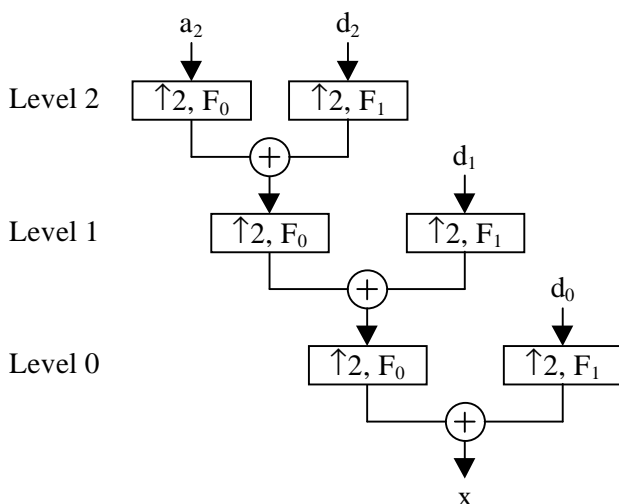 a₂ d₂
Level 2 ↑2, F₀ ↑2, F₁
+
d₁
Level 1 ↑2, F₀ ↑2, F₁
+
d₀
Level 0 ↑2, F₀ ↑2, F₁
+
x